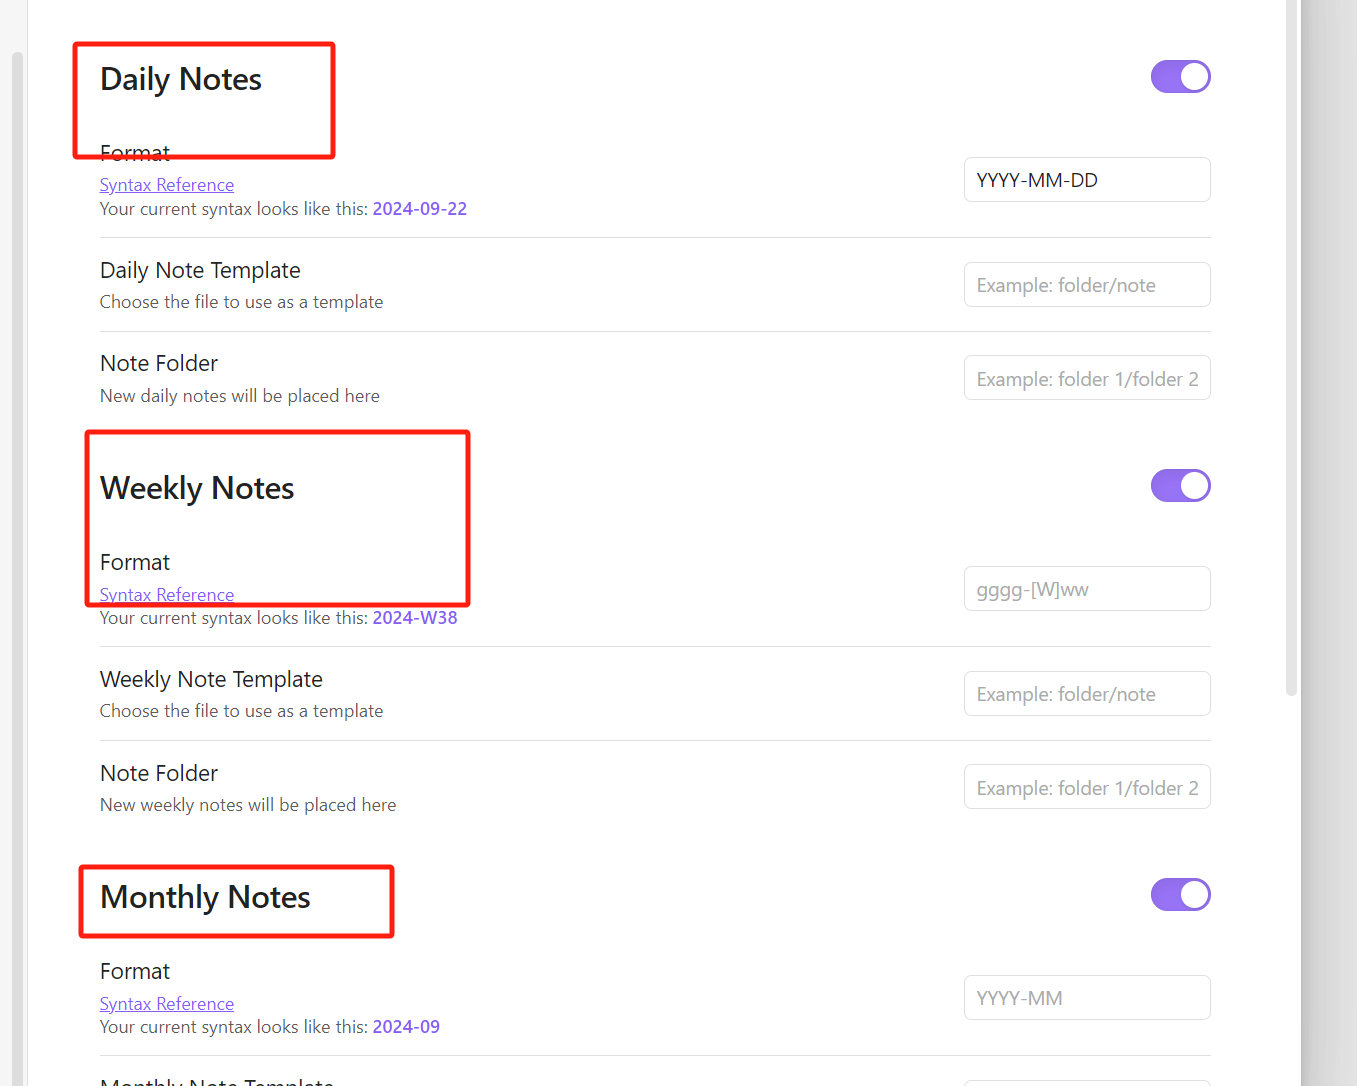 Daily Notes
Format
Syntax Reference
Your current syntax looks like this: 2024-09-22
YYYY-MM-DD
Daily Note Template
Choose the file to use as a template
Example: folder/note
Note Folder
New daily notes will be placed here
Example: folder 1/folder 2
Weekly Notes
Format
Syntax Reference
Your current syntax looks like this: 2024-W38
gggg-[W]ww
Weekly Note Template
Choose the file to use as a template
Example: folder/note
Note Folder
New weekly notes will be placed here
Example: folder 1/folder 2
Monthly Notes
Format
Syntax Reference
Your current syntax looks like this: 2024-09
YYYY-MM
Monthly Note Template